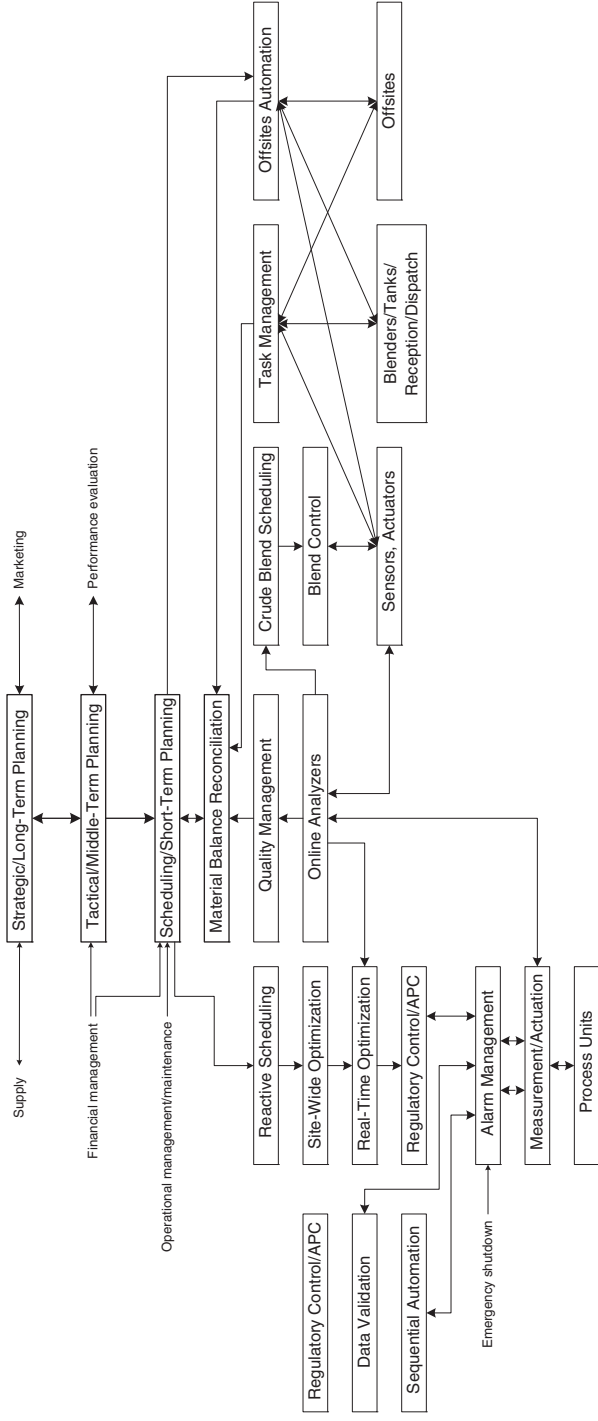 Supply
Strategic/Long-Term Planning
Marketing
Financial management
Tactical/Middle-Term Planning
Performance evaluation
Operational management/maintenance
Scheduling/Short-Term Planning
Material Balance Reconciliation
Reactive Scheduling
Quality Management
Crude Blend Scheduling
Task Management
Offsites Automation
Regulatory Control/APC
Site-Wide Optimization
Online Analyzers
Blend Control
Data Validation
Real-Time Optimization
Sensors, Actuators
Blenders/Tanks/
Reception/Dispatch
Offsites
Sequential Automation
Regulatory Control/APC
Emergency shutdown
Alarm Management
Measurement/Actuation
Process Units